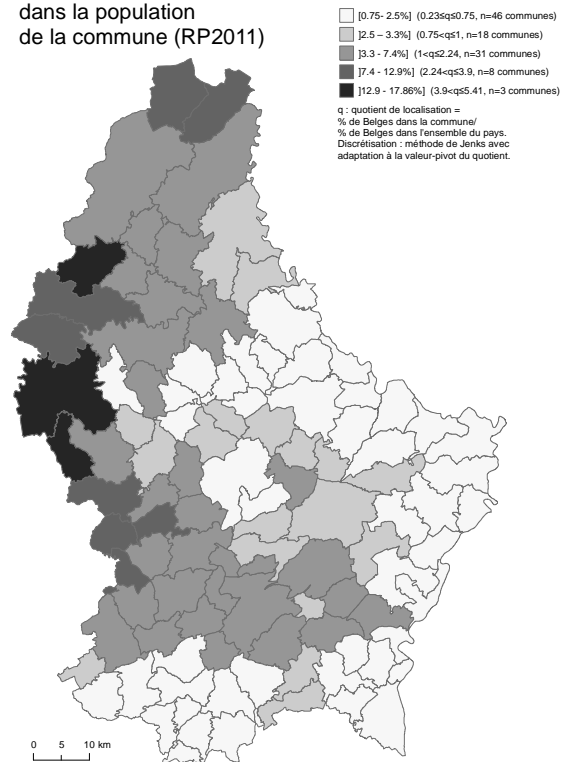 dans la population
de la commune (RP2011)
[0.75- 2.5%] (0.23≤q≤0.75, n=46 communes)
]2.5 – 3.3%] (0.75<q≤1, n=18 communes)
]3.3 - 7.4%] (1<q≤2.24, n=31 communes)
]7.4 - 12.9%] (2.24<q≤3.9, n=8 communes)
]12.9 - 17.86%] (3.9<q≤5.41, n=3 communes)
q : quotient de localisation =
% de Belges dans la commune/
% de Belges dans l'ensemble du pays.
Discrétisation : méthode de Jenks avec
adaptation à la valeur-pivot du quotient.
0 5 10 km